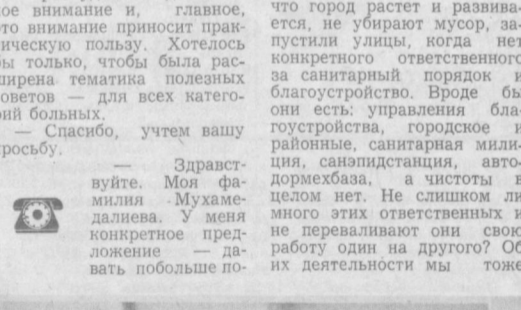 ое внимание и, главное,
это внимание приносит прак-
тическую пользу. Хотелось
бы только, чтобы была рас-
ширена тематика полезных
советов — для всех катего-
рий больных.
— Спасибо, учтем вашу
просьбу.
— Здравст-
вуйте. Моя фа-
милия Мухаме-
далиева. У меня
конкретное пред-
ложение — да-
вать побольше по-
что город растет и развива-
ется, не убирают мусор, за-
пустили улицы, когда нет
конкретного ответственного
за санитарный порядок и
благоустройство. Вроде бы
они есть: управления бла-
гоустройства, городское и
районные, санитарная мили-
ция, санэпидстанция, авто-
дормехбаза, а чистоты в
целом нет. Не слишком ли
много этих ответственных и
не переваливают они свою
работу один на другого? Об
их деятельности мы тоже